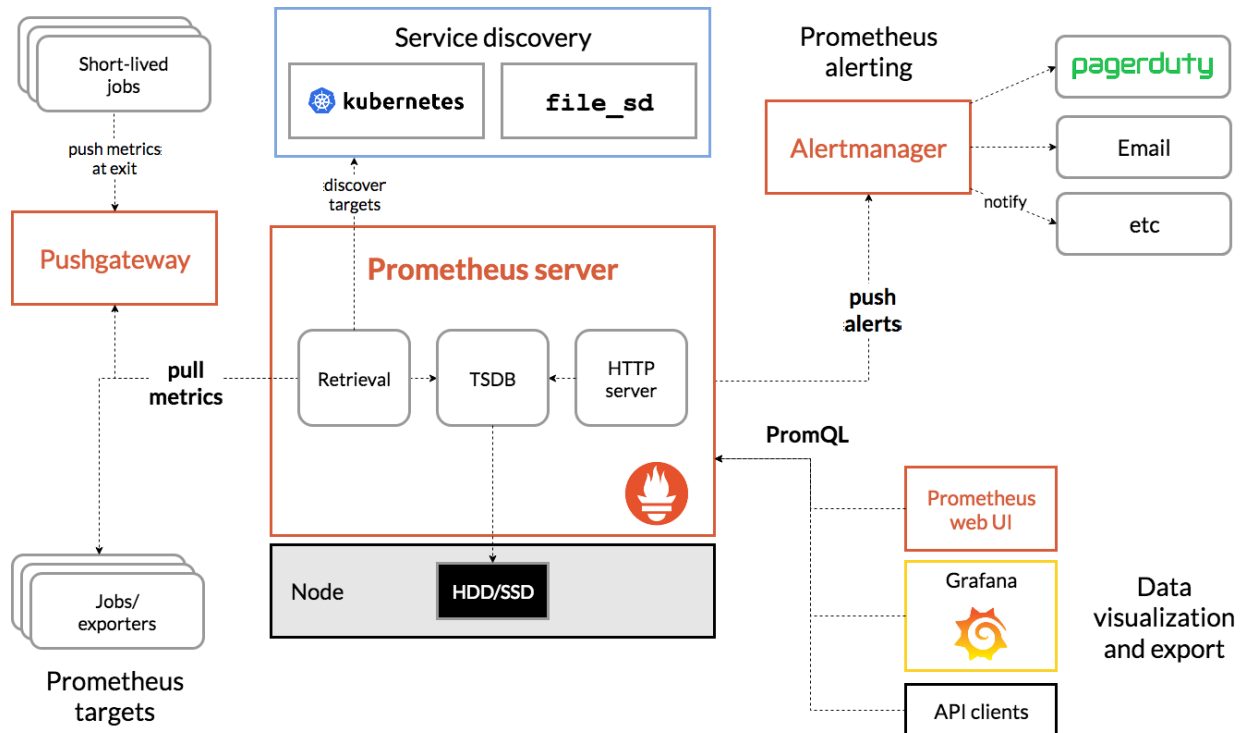 Short-lived
jobs
push metrics
at exit
Pushgateway
pull
metrics
Jobs/
exporters
Prometheus
targets
Service discovery
kubernetes
file_sd
discover
targets
Prometheus server
Retrieval
TSDB
HTTP
server
Node
HDD/SSD
Prometheus
alerting
Alertmanager
pagerduty
Email
notify
etc
push
alerts
PromQL
Prometheus
web UI
Grafana
API clients
Data
visualization
and export